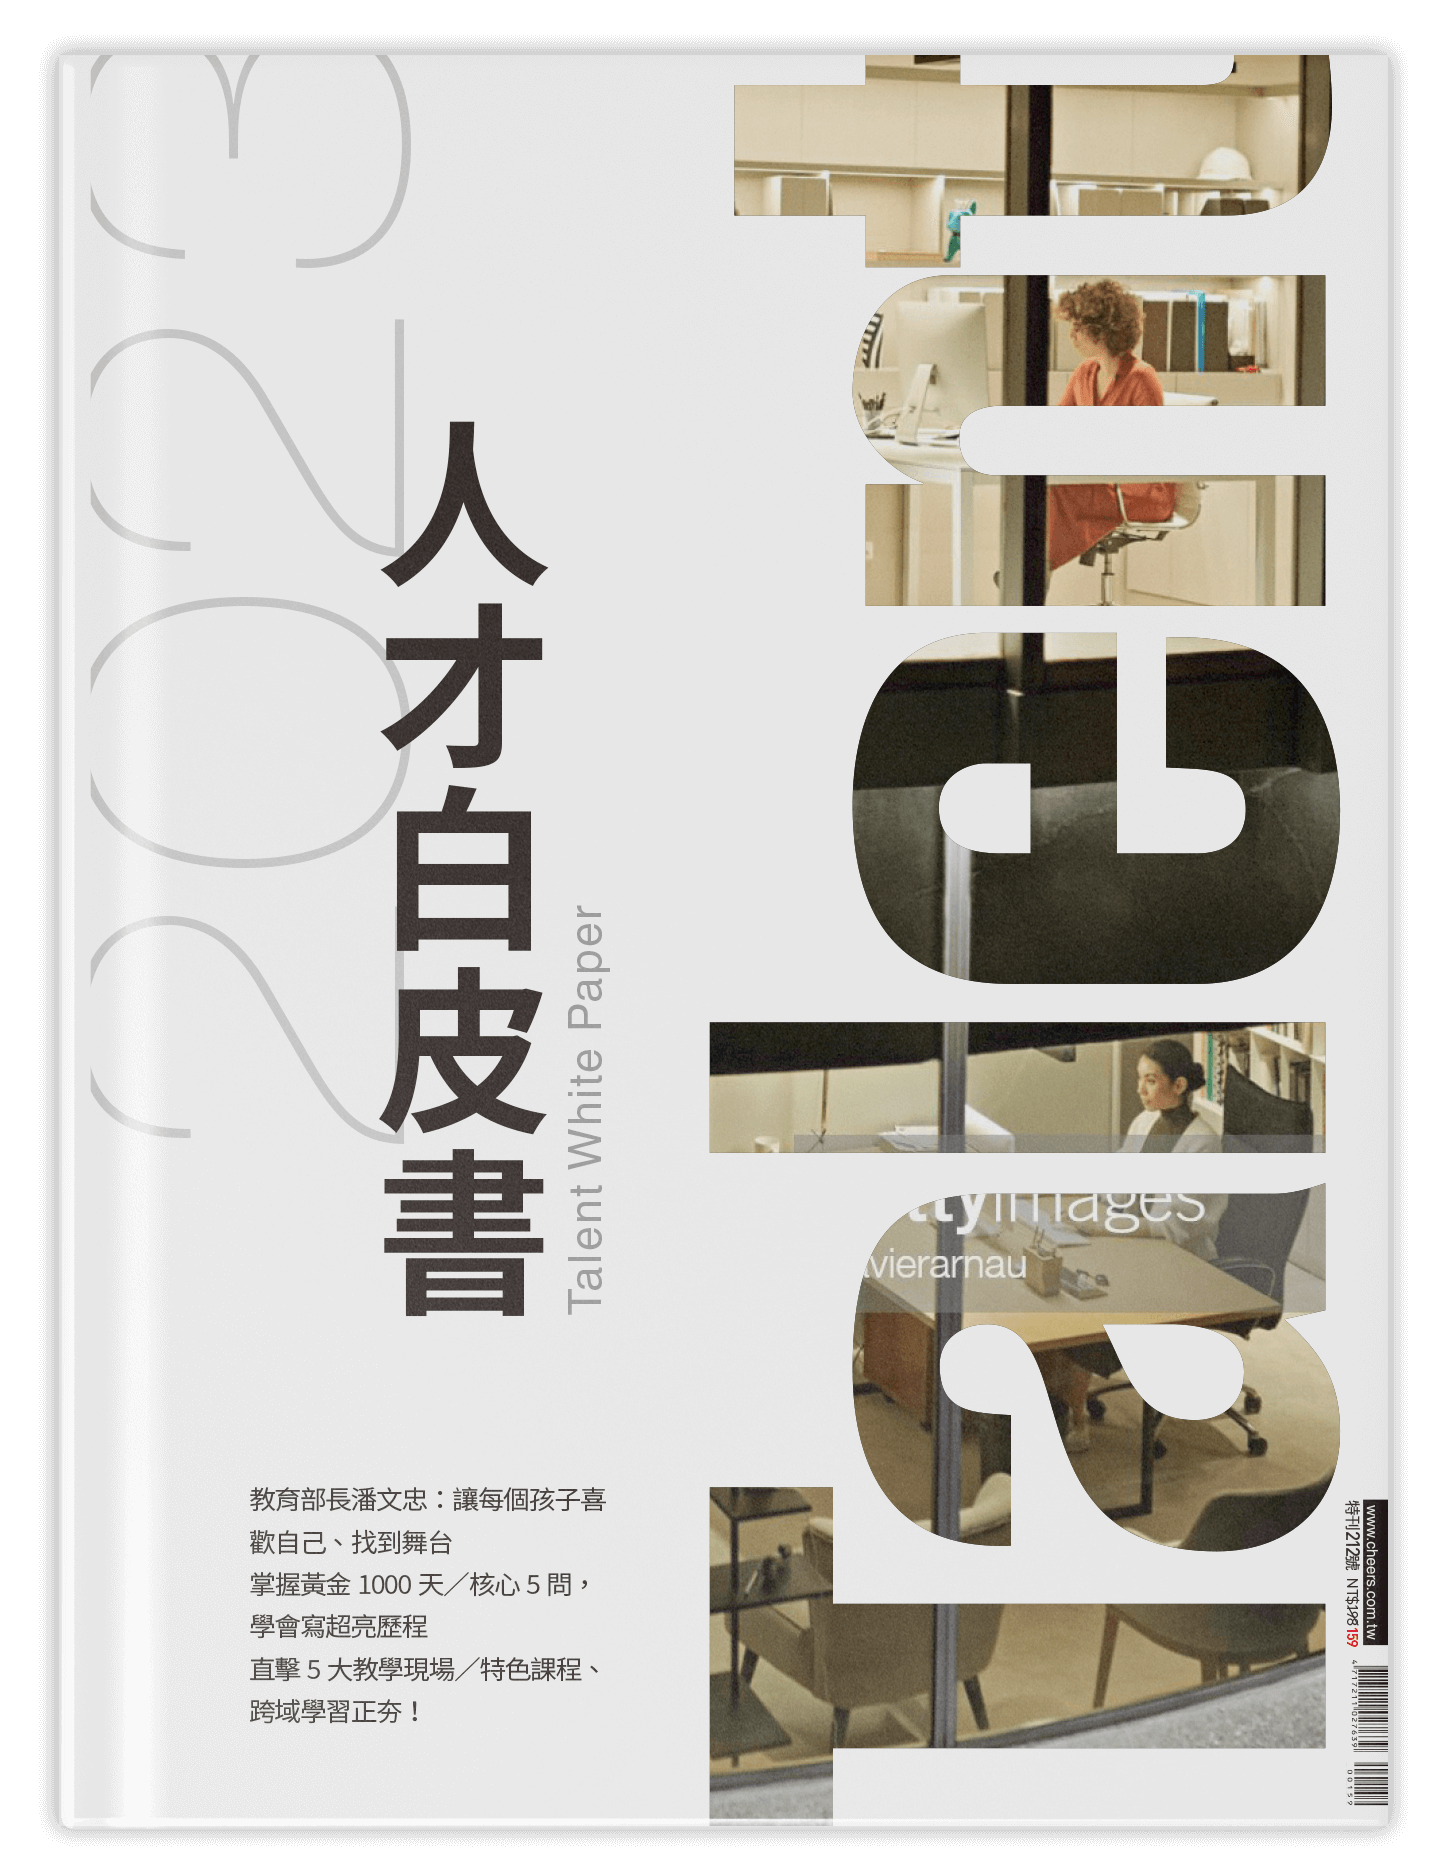 2023
人才白皮書
Talent White Paper
Talent
ttyimages
vierarnau
教育部長潘文忠：讓每個孩子喜
歡自己、找到舞台
掌握黃金 1000 天／核心 5 問，
學會寫超亮歷程
直擊 5 大教學現場／特色課程、
跨域學習正夯！
www.cheers.com.tw
特刊212號 NT$198 159
4717211027639
00159